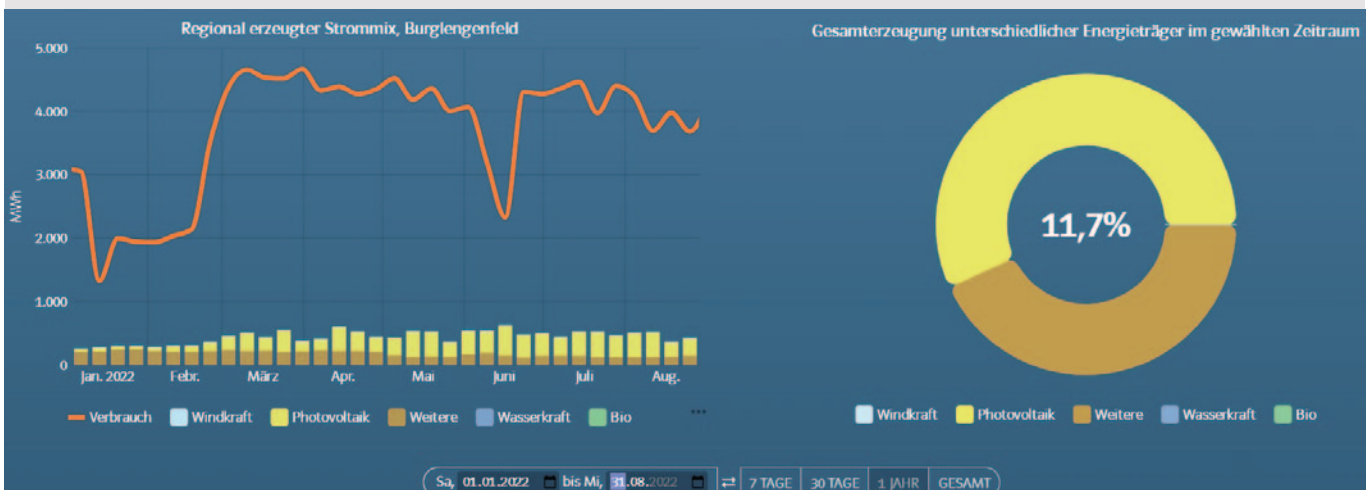 Regional erzeugter Strommix, Burglengenfeld
5.000
4.000
3.000
2.000
1.000
0
MWh
Jan. 2022 Febr. März Apr. Mai Juni Juli Aug.
Verbrauch Windkraft Photovoltaik Weitere Wasserkraft Bio
...
Gesamterzeugung unterschiedlicher Energieträger im gewählten Zeitraum
11,7%
Windkraft Photovoltaik Weitere Wasserkraft Bio
Sa, 01.01.2022 bis Mi, 31.08.2022 7 TAGE 30 TAGE 1 JAHR GESAMT